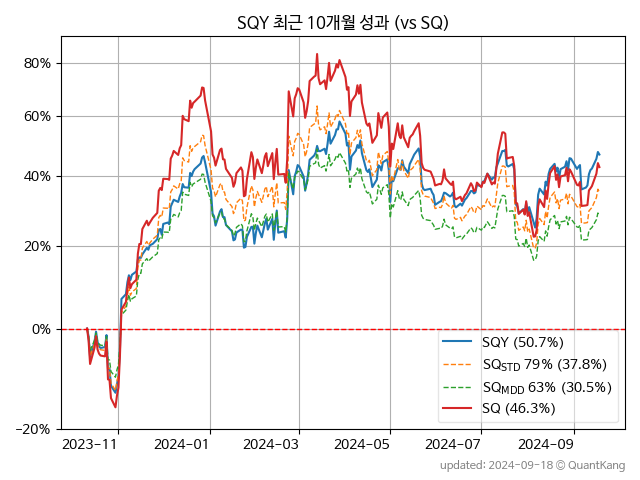 SQY 최근 10개월 성과 (vs SQ)
80%
60%
40%
20%
0%
−20%
2023−11
2024−01
2024−03
2024−05
2024−07
2024−09
SQY (50.7%)
SQSTD 79% (37.8%)
SQMDD 63% (30.5%)
SQ (46.3%)
updated: 2024-09-18 @ QuantKang